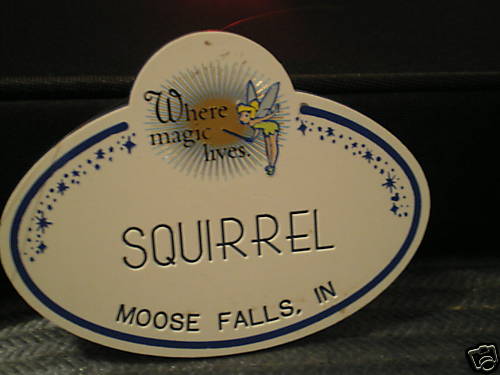 Where
magic
lives.
SQUIRREL
MOOSE FALLS, IN